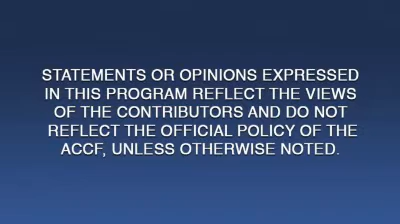 STATEMENTS OR OPINIONS EXPRESSED
IN THIS PROGRAM REFLECT THE VIEWS
OF THE CONTRIBUTORS AND DO NOT
REFLECT THE OFFICIAL POLICY OF THE
ACCF, UNLESS OTHERWISE NOTED.